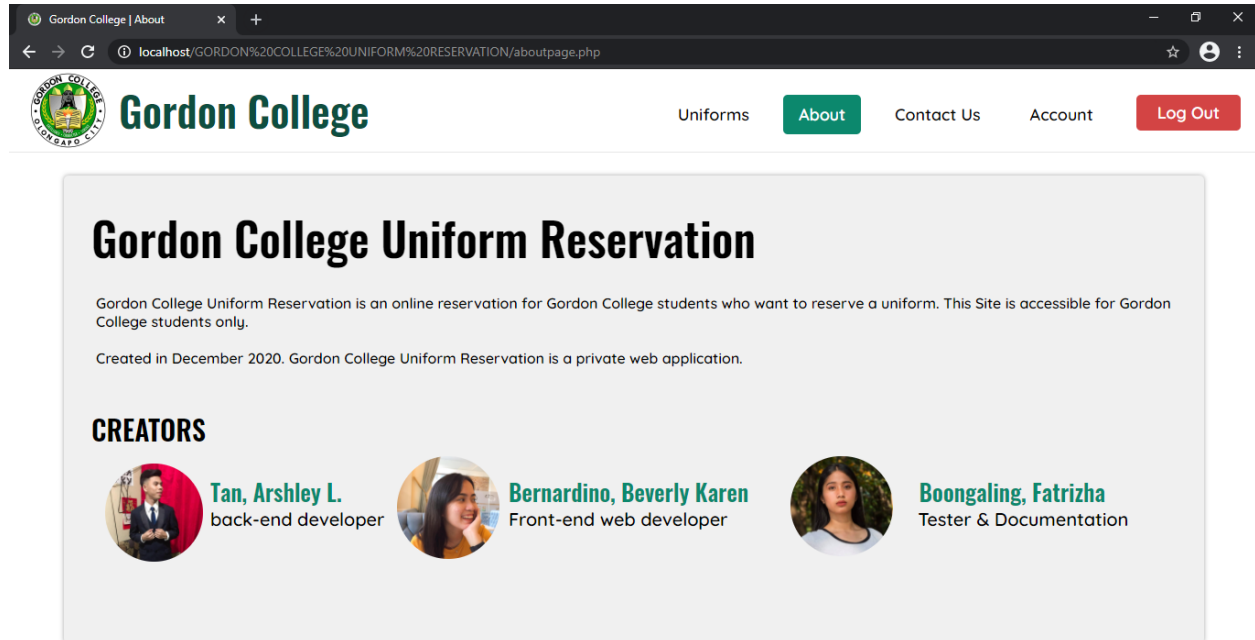 Gordon College | About
localhost/GORDON%20COLLEGE%20UNIFORM%20RESERVATION/aboutpage.php
GORDON COLLEGE
OLONGAPO CITY
Gordon College
Uniforms
About
Contact Us
Account
Log Out
Gordon College Uniform Reservation
Gordon College Uniform Reservation is an online reservation for Gordon College students who want to reserve a uniform. This Site is accessible for Gordon
College students only.
Created in December 2020. Gordon College Uniform Reservation is a private web application.
CREATORS
Tan, Arshley L.
back-end developer
Bernardino, Beverly Karen
Front-end web developer
Boongaling, Fatrizha
Tester & Documentation